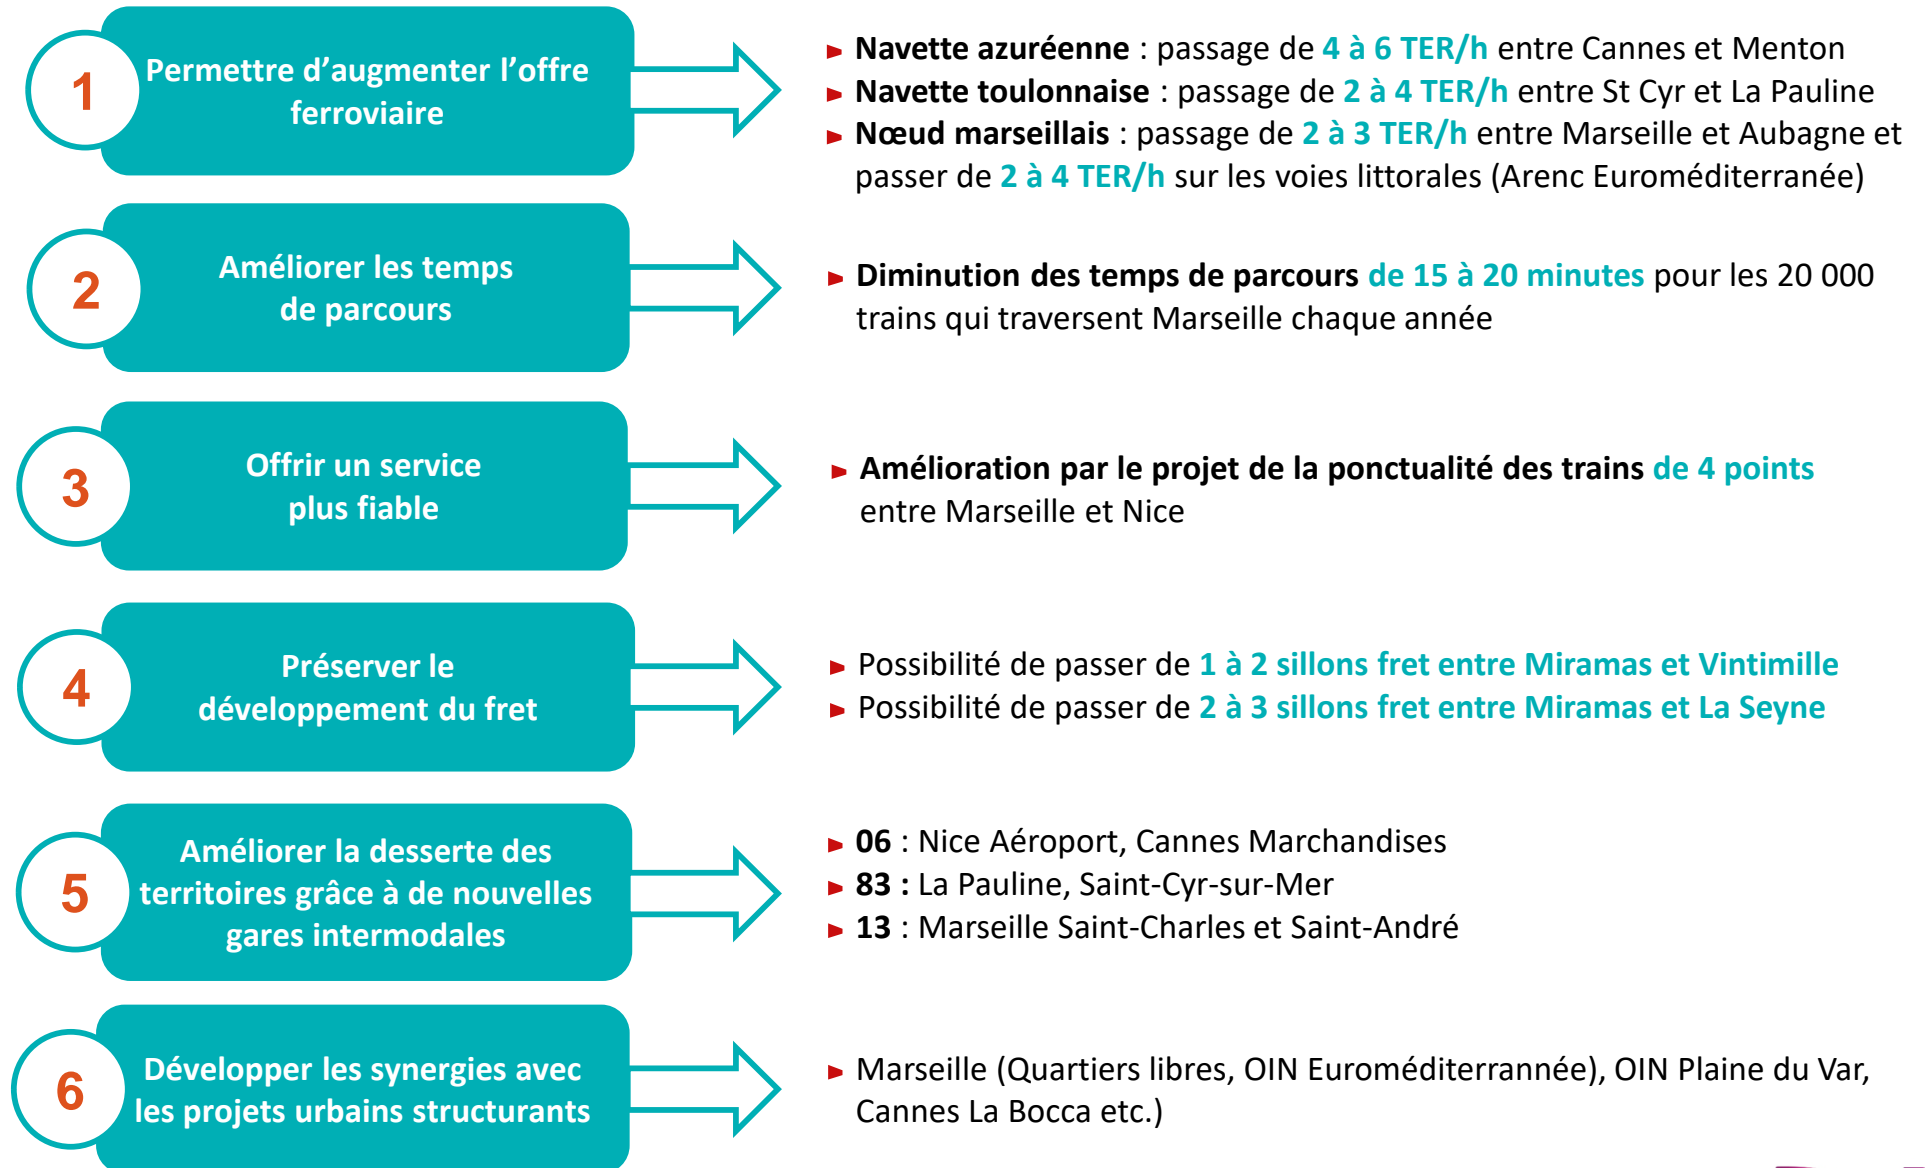 1
Permettre d'augmenter l'offre
ferroviaire
► Navette azuréenne : passage de 4 à 6 TER/h entre Cannes et Menton
► Navette toulonnaise : passage de 2 à 4 TER/h entre St Cyr et La Pauline
► Nœud marseillais : passage de 2 à 3 TER/h entre Marseille et Aubagne et
passer de 2 à 4 TER/h sur les voies littorales (Arenc Euroméditerranée)
2
Améliorer les temps
de parcours
► Diminution des temps de parcours de 15 à 20 minutes pour les 20 000
trains qui traversent Marseille chaque année
3
Offrir un service
plus fiable
► Amélioration par le projet de la ponctualité des trains de 4 points
entre Marseille et Nice
4
Préserver le
développement du fret
► Possibilité de passer de 1 à 2 sillons fret entre Miramas et Vintimille
► Possibilité de passer de 2 à 3 sillons fret entre Miramas et La Seyne
5
Améliorer la desserte des
territoires grâce à de nouvelles
gares intermodales
► 06 : Nice Aéroport, Cannes Marchandises
► 83 : La Pauline, Saint-Cyr-sur-Mer
► 13 : Marseille Saint-Charles et Saint-André
6
Développer les synergies avec
les projets urbains structurants
► Marseille (Quartiers libres, OIN Euroméditerrannée), OIN Plaine du Var,
Cannes La Bocca etc.)